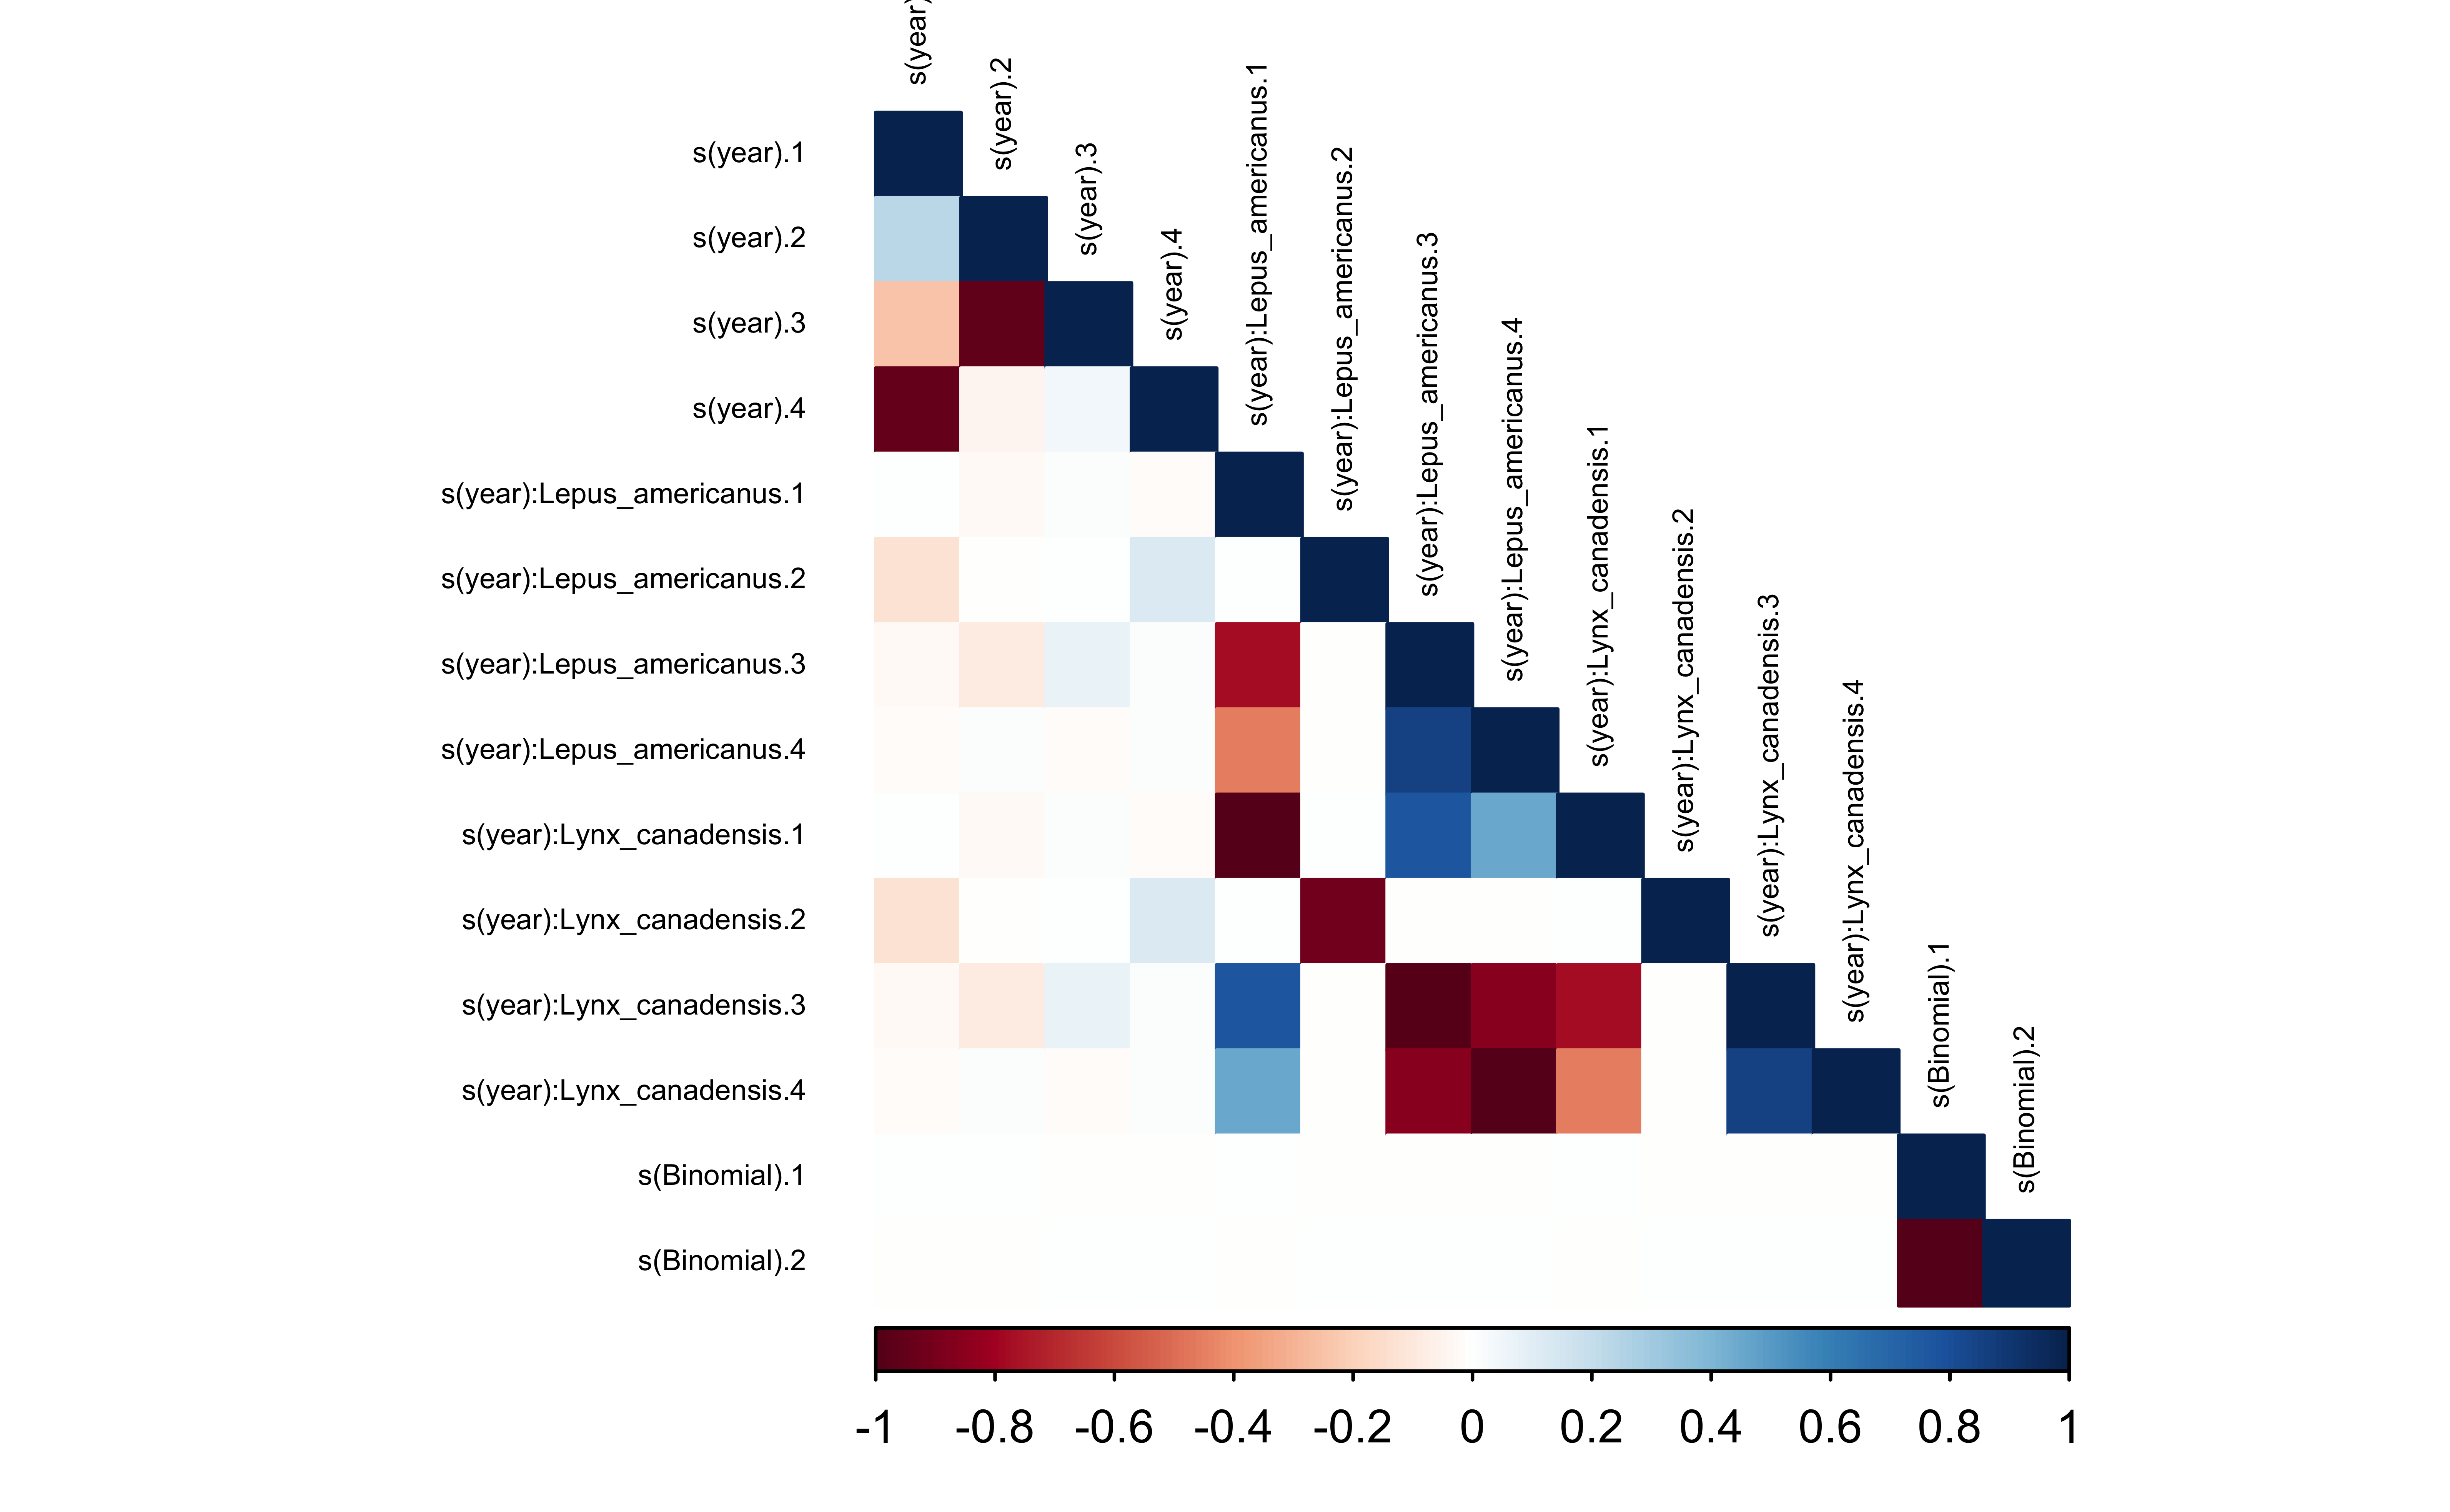 s(year)
s(year).2
s(year).3
s(year).4
s(year):Lepus_americanus.1
s(year):Lepus_americanus.2
s(year):Lepus_americanus.3
s(year):Lepus_americanus.4
s(year):Lynx_canadensis.1
s(year):Lynx_canadensis.2
s(year):Lynx_canadensis.3
s(year):Lynx_canadensis.4
s(Binomial).1
s(Binomial).2
s(year).1
s(year).2
s(year).3
s(year).4
s(year):Lepus_americanus.1
s(year):Lepus_americanus.2
s(year):Lepus_americanus.3
s(year):Lepus_americanus.4
s(year):Lynx_canadensis.1
s(year):Lynx_canadensis.2
s(year):Lynx_canadensis.3
s(year):Lynx_canadensis.4
s(Binomial).1
s(Binomial).2
-1 -0.8 -0.6 -0.4 -0.2 0 0.2 0.4 0.6 0.8 1